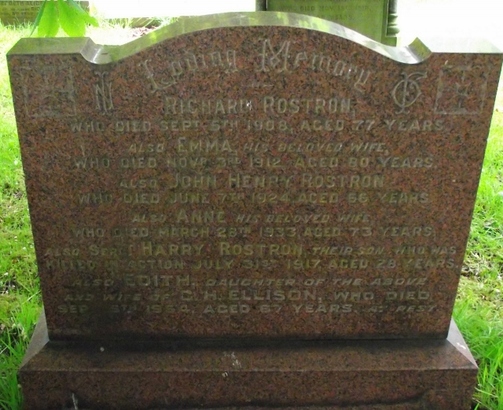 In Loving Memory
OF
RICHARD ROSTRON,
WHO DIED SEPT 5TH 1908, AGED 77 YEARS.
ALSO EMMA, HIS BELOVED WIFE,
WHO DIED NOVR 3RD 1912, AGED 80 YEARS.
ALSO JOHN HENRY ROSTRON
WHO DIED JUNE 7TH 1924, AGED 66 YEARS.
ALSO ANNE HIS BELOVED WIFE
WHO DIED MARCH 28TH 1933, AGED 73 YEARS.
ALSO SERGT HARRY ROSTRON THEIR SON, WHO WAS
KILLED IN ACTION JULY 31ST 1917, AGED 28 YEARS
ALSO EDITH, DAUGHTER OF THE ABOVE
AND WIFE OF C. H. ELLISON, WHO DIED
1954, AGED 67 YEARS. AT REST.